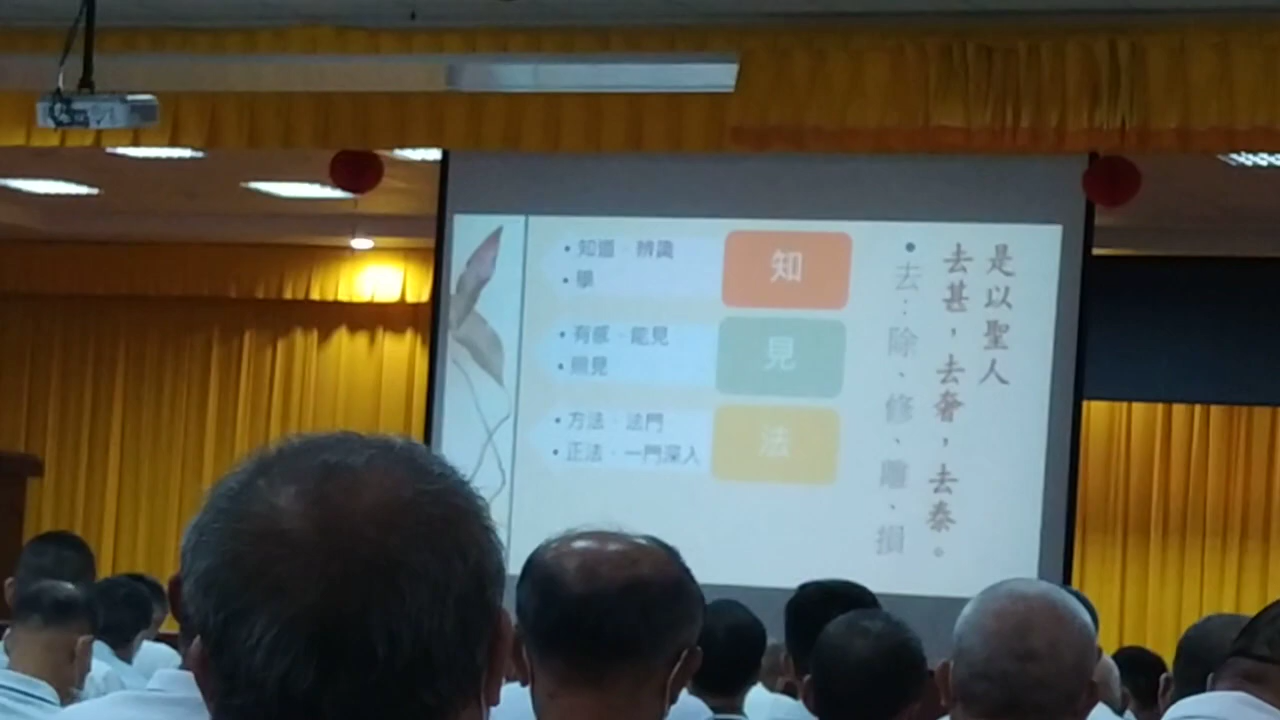 是以聖人
去甚，去奢，去泰。
• 去：除、修、離、損
知
• 知道、辨識
• 學
見
• 有感、能見
• 照見
法
• 方法、法門
• 正法、一門深入